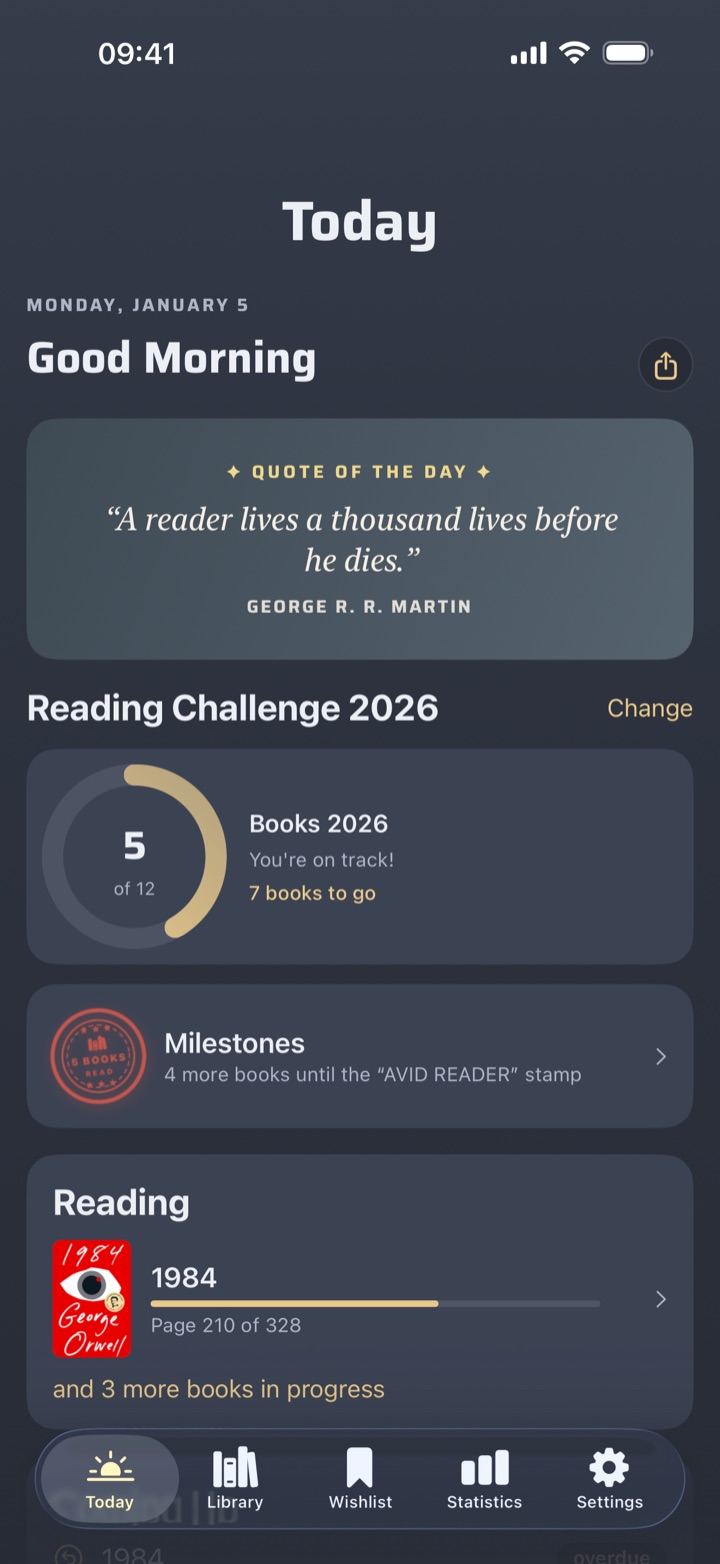 09:41
Today
MONDAY, JANUARY 5
Good Morning
✦ QUOTE OF THE DAY ✦
“A reader lives a thousand lives before
he dies.”
GEORGE R. R. MARTIN
Reading Challenge 2026
Change
5
of 12
Books 2026
You're on track!
7 books to go
5 BOOKS
READ
Milestones
4 more books until the “AVID READER” stamp
Reading
1984
George
Orwell
1984
Page 210 of 328
and 3 more books in progress
Today
Library
Wishlist
Statistics
Settings
1984
overdue